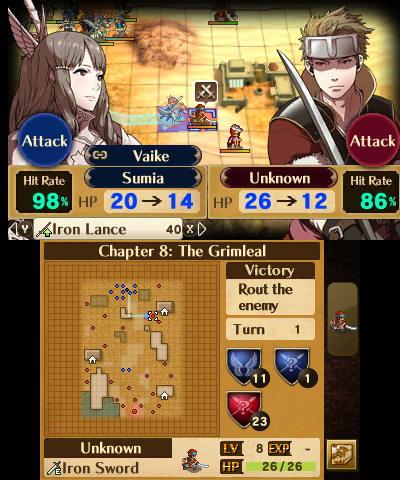 Attack
Attack
Vaike
Hit Rate
98%
Sumia
HP 20 → 14
Unknown
HP 26 → 12
Hit Rate
86%
Y Iron Lance 40 X
Chapter 8: The Grimleal
Victory
Rout the
enemy
Turn 1
11
1
23
Unknown
LV 8 EXP -
Iron Sword
E
HP 26/26